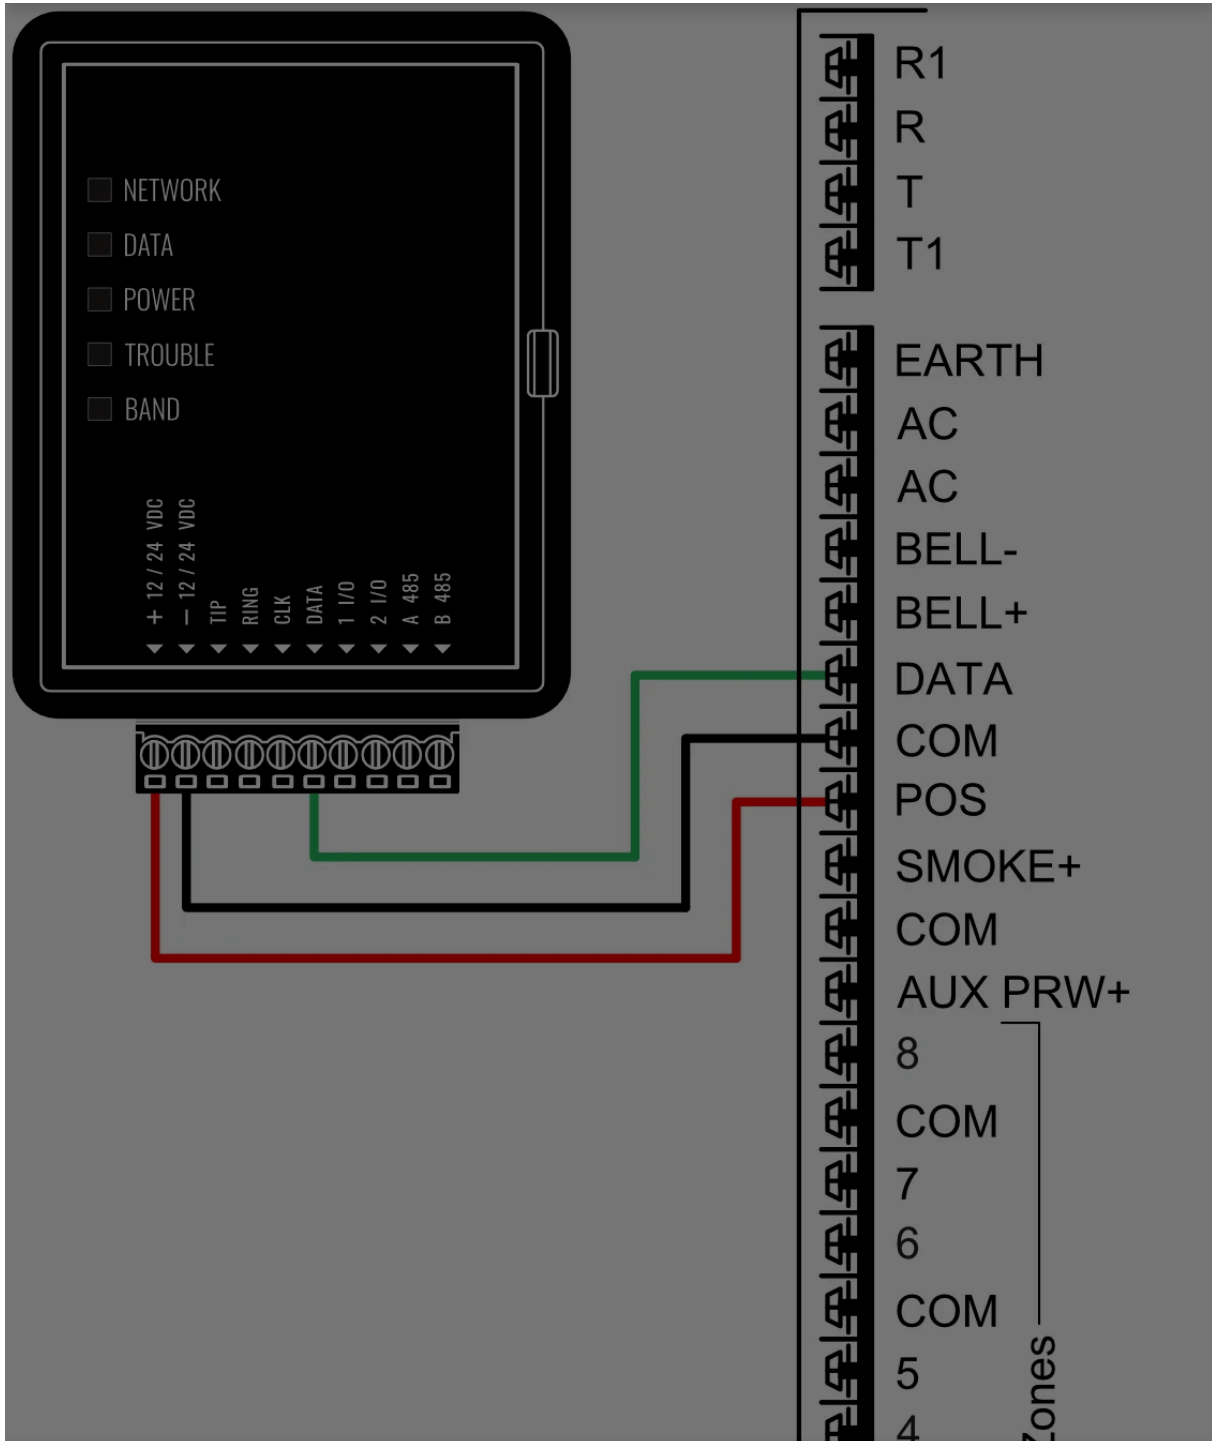 NETWORK
DATA
POWER
TROUBLE
BAND
+ 12 / 24 VDC
— 12 / 24 VDC
TIP
RING
CLK
DATA
1 I/O
2 I/O
A 485
B 485
R1
R
T
T1
EARTH
AC
AC
BELL-
BELL+
DATA
COM
POS
SMOKE+
COM
AUX PRW+
8
COM
7
6
COM
5
4
Zones